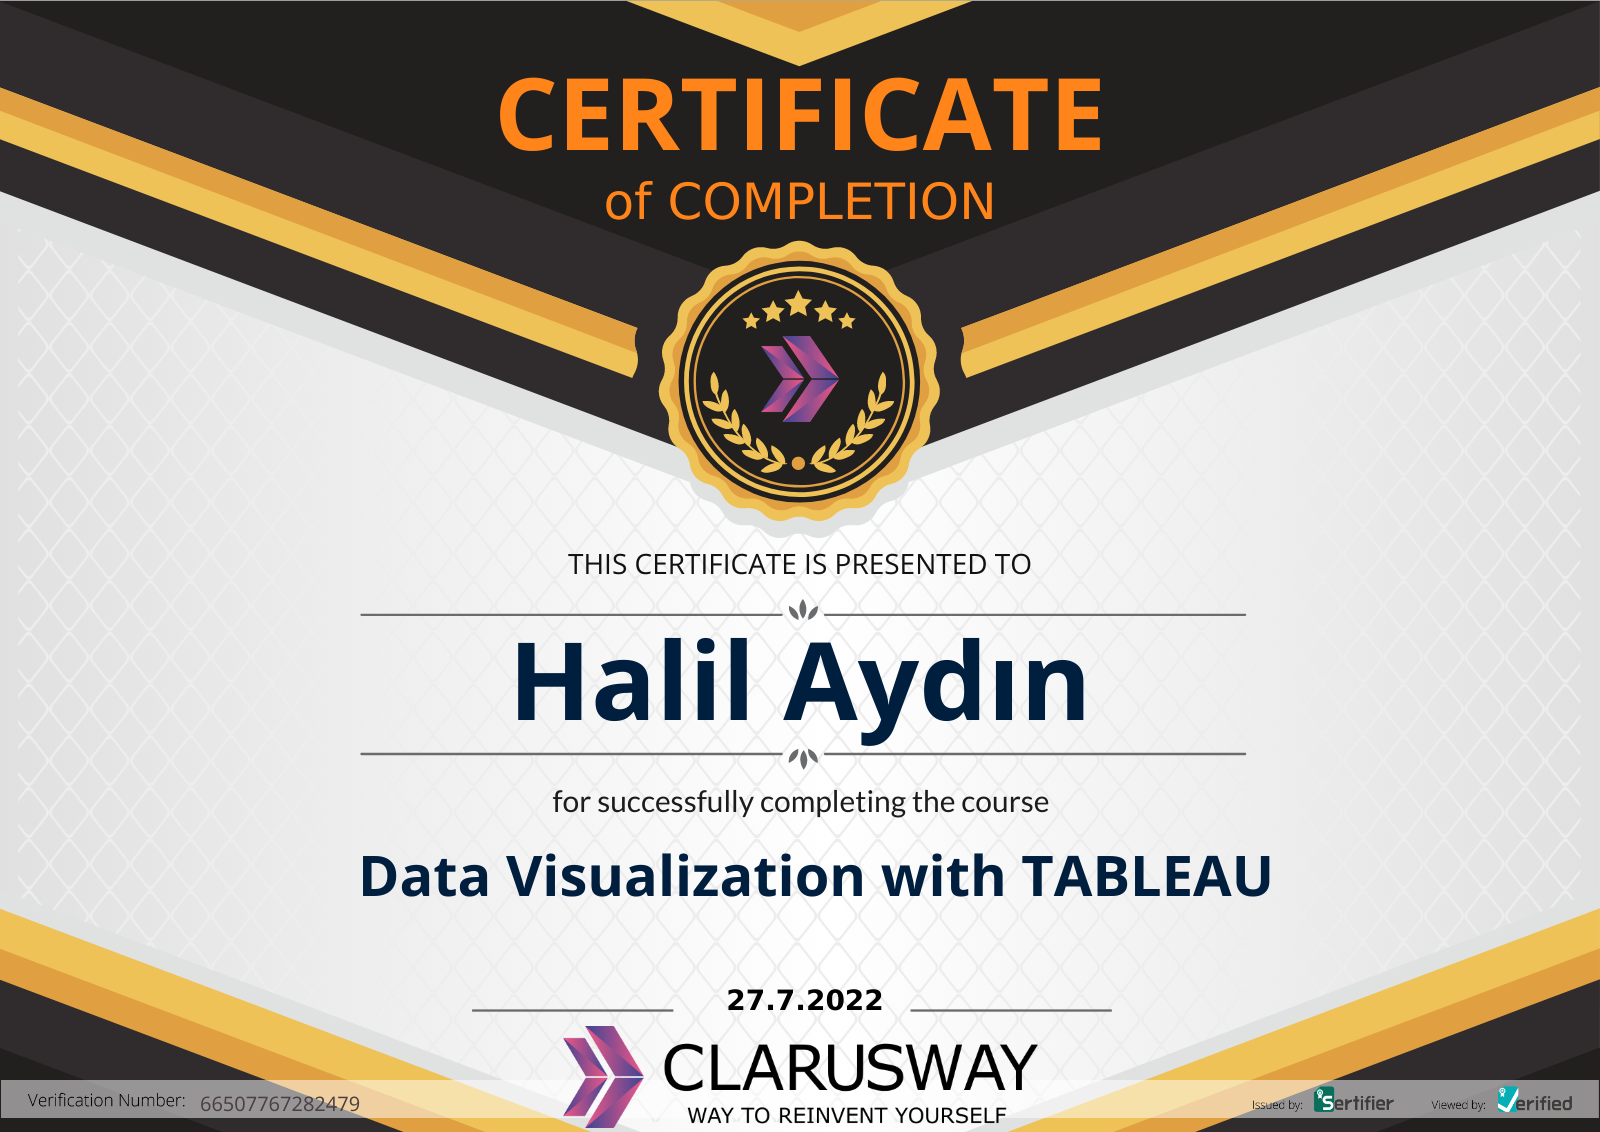 CERTIFICATE
of COMPLETION
THIS CERTIFICATE IS PRESENTED TO
Halil Aydın
for successfully completing the course
Data Visualization with TABLEAU
27.7.2022
CLARUSWAY
WAY TO REINVENT YOURSELF
Verification Number: 66507767282479
Issued by: Sertifier
Viewed by: Verified